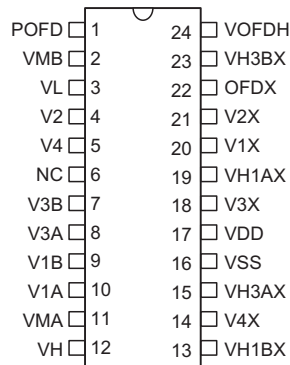 POFD 1 24 VOFDH
VMB 2 23 VH3BX
VL 3 22 OFDX
V2 4 21 V2X
V4 5 20 V1X
NC 6 19 VH1AX
V3B 7 18 V3X
V3A 8 17 VDD
V1B 9 16 VSS
V1A 10 15 VH3AX
VMA 11 14 V4X
VH 12 13 VH1BX